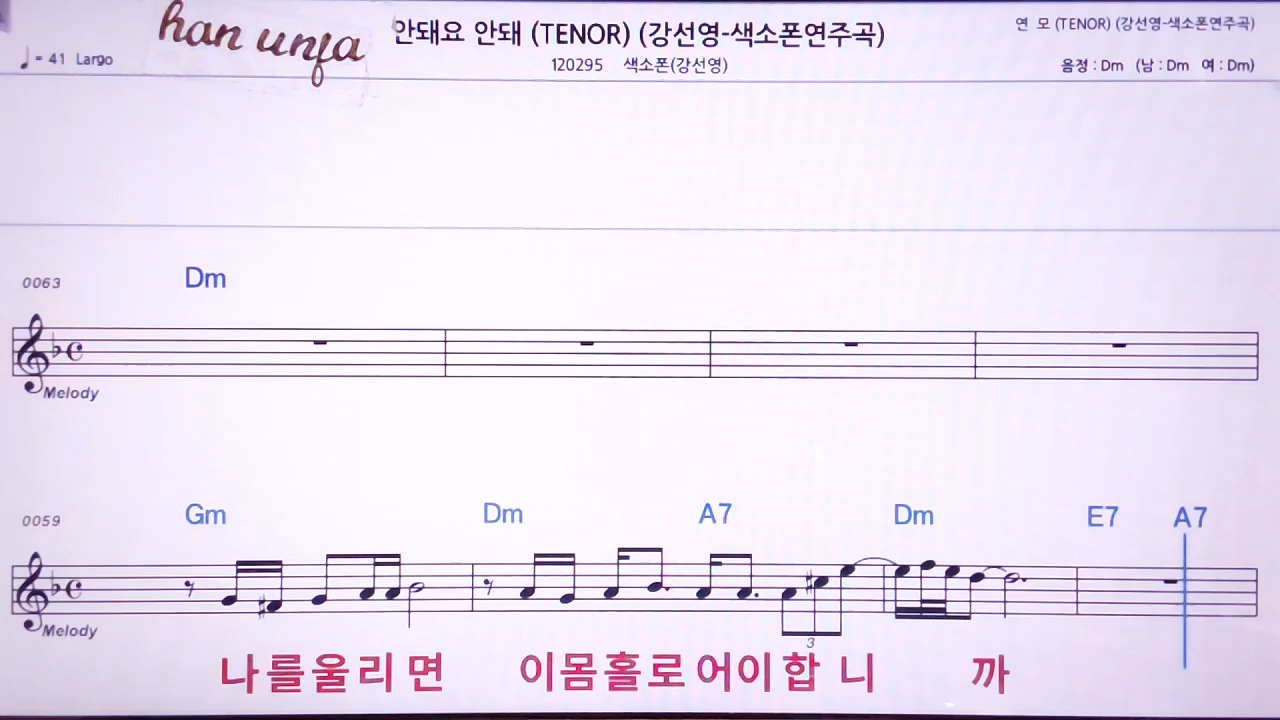 han unfa
안돼요 안돼 (TENOR) (강선영-색소폰연주곡)
연 모 (TENOR) (강선영-색소폰연주곡)
♩ = 41 Largo
120295 색소폰(강선영)
음정 : Dm (남 : Dm 여 : Dm)
0063 Dm
Melody
0059 Gm Dm A7 Dm E7 A7
Melody
3
나를울리면 이몸홀로어이합니 까